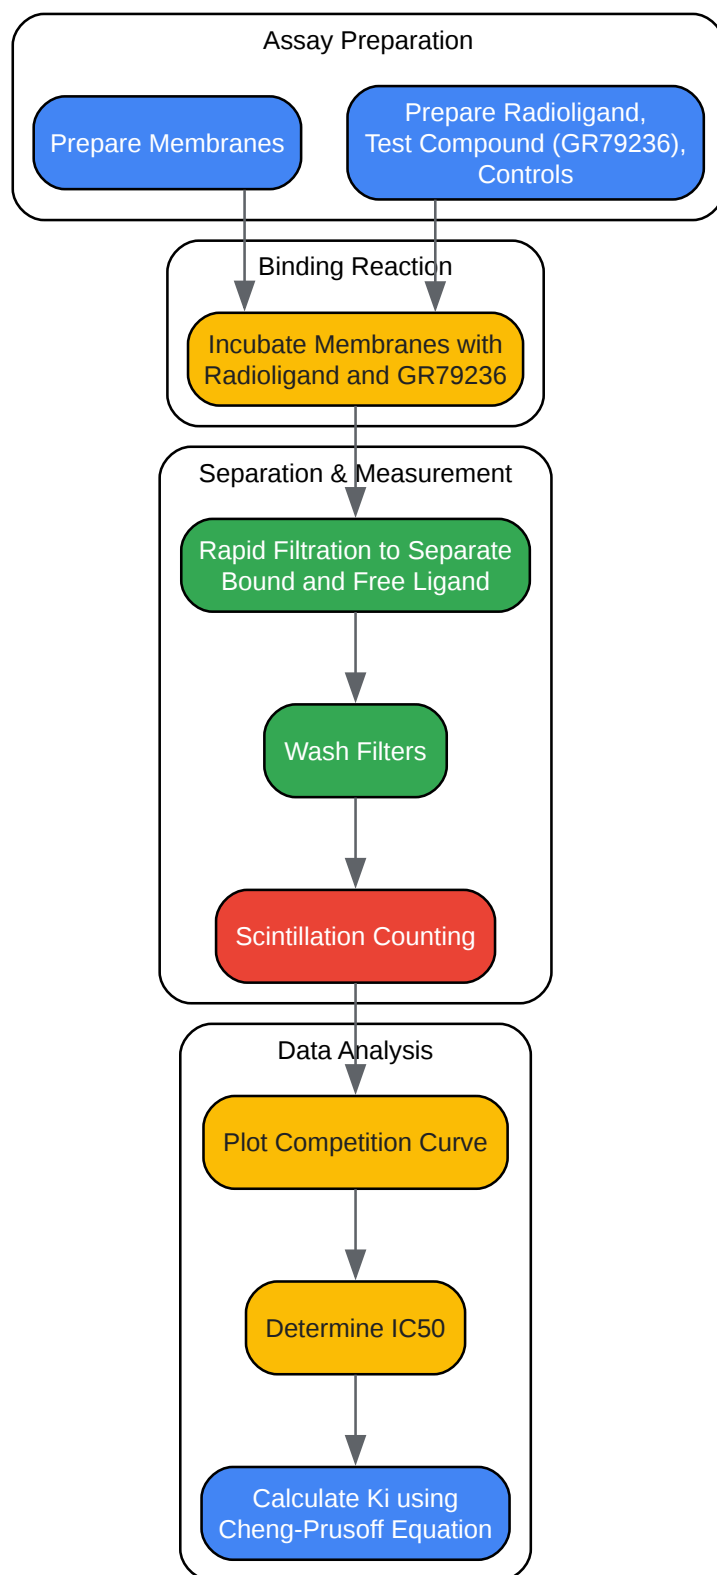 Assay Preparation
Prepare Membranes
Prepare Radioligand,
Test Compound (GR79236),
Controls
Binding Reaction
Incubate Membranes with
Radioligand and GR79236
Separation & Measurement
Rapid Filtration to Separate
Bound and Free Ligand
Wash Filters
Scintillation Counting
Data Analysis
Plot Competition Curve
Determine IC50
Calculate Ki using
Cheng-Prusoff Equation